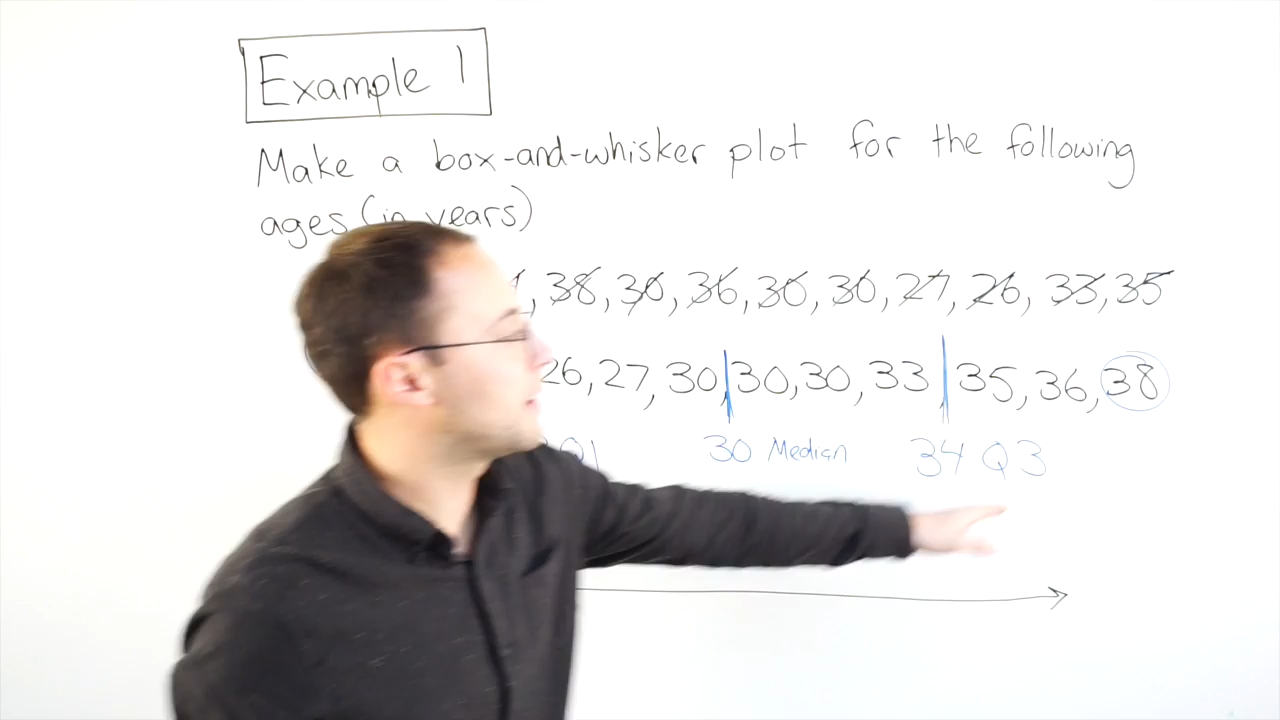 Example 1
Make a box-and-whisker plot for the following
ages (in years)
, 38, 30, 36, 30, 30, 27, 26, 33, 35
26, 27, 30, 30, 30, 33, 35, 36, 38
Q1 30 Median 34 Q3